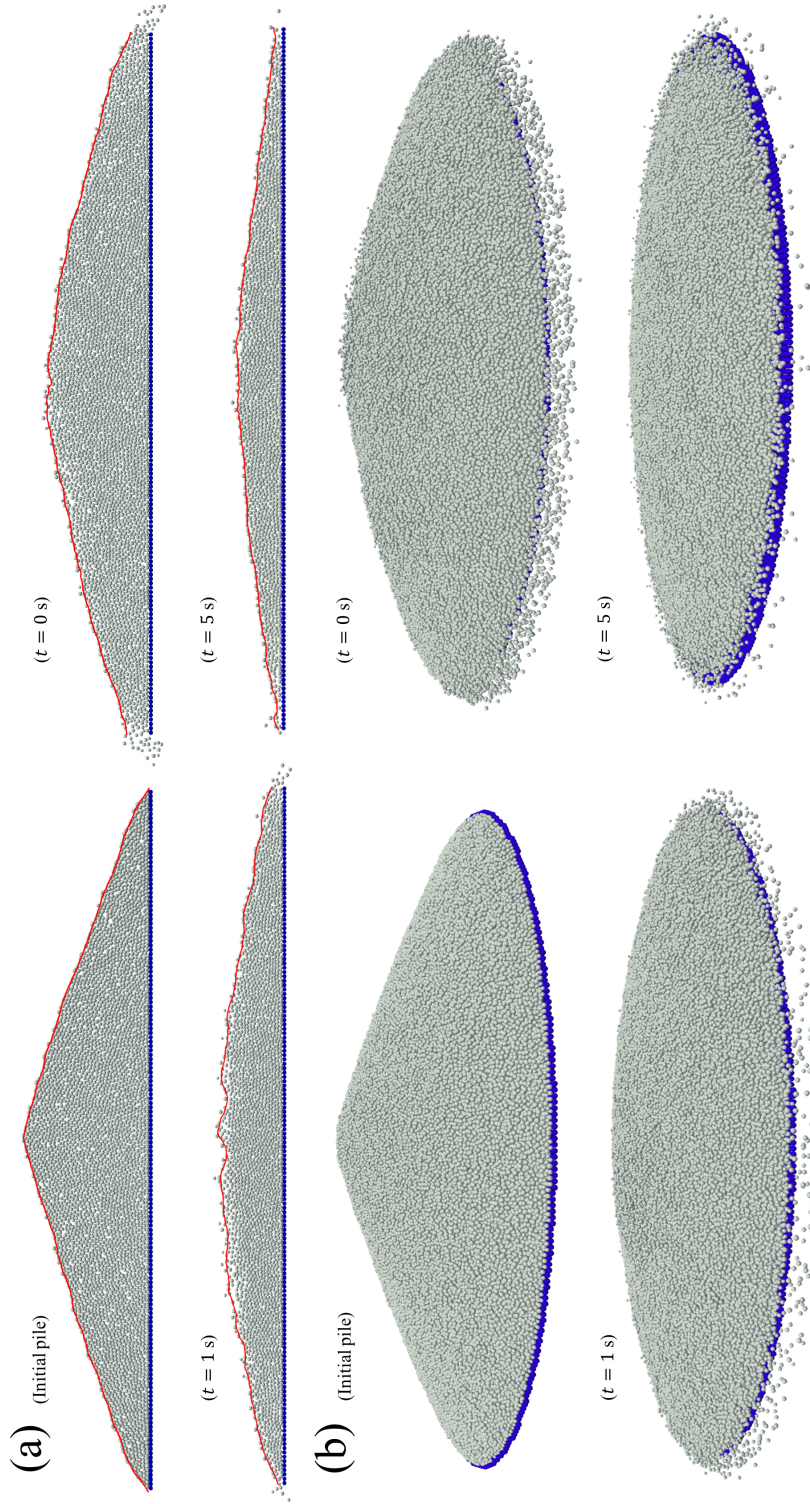 (a)
(Initial pile)
(t = 0 s)
(t = 1 s)
(t = 5 s)
(b)
(Initial pile)
(t = 0 s)
(t = 1 s)
(t = 5 s)